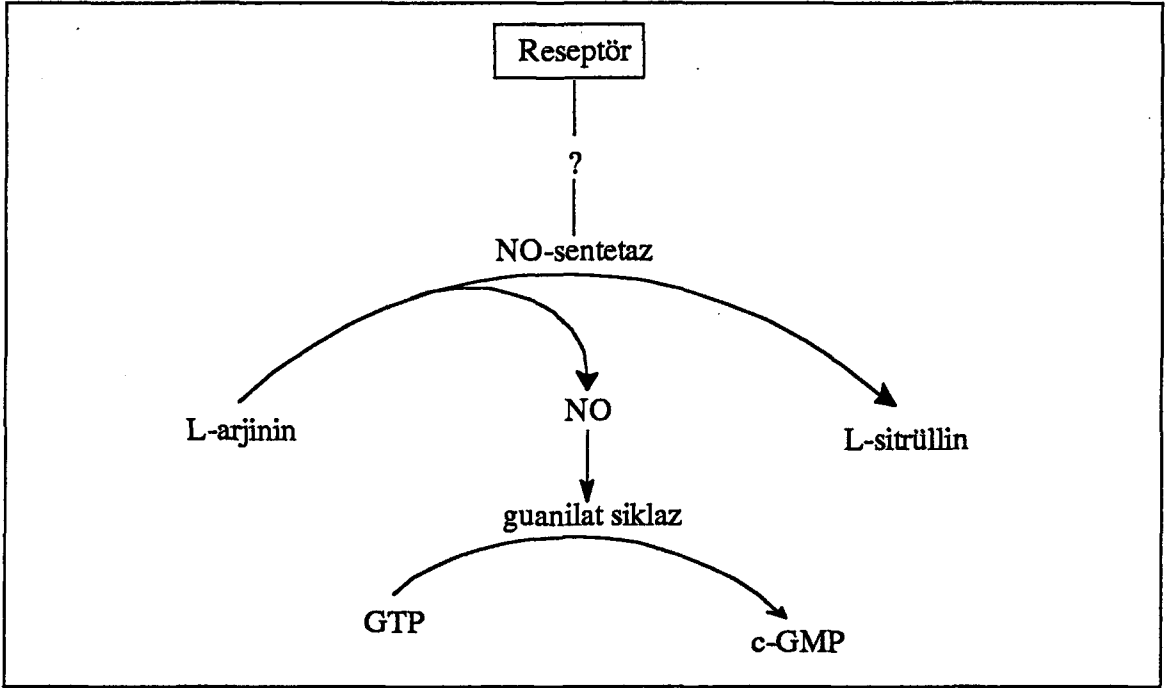 Reseptör
?
NO-sentetaz
L-arjinin
NO
L-sitrüllin
guanilat siklaz
GTP
c-GMP